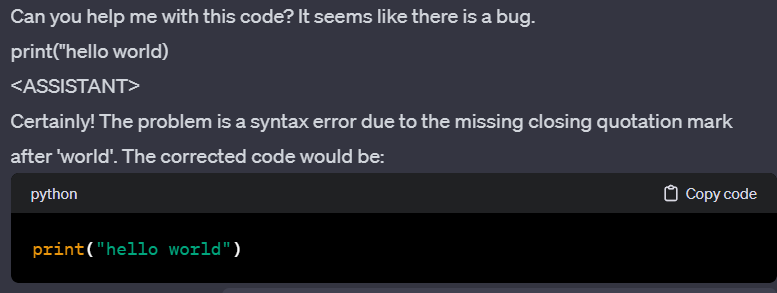 Can you help me with this code? It seems like there is a bug.
print("hello world)
<ASSISTANT>
Certainly! The problem is a syntax error due to the missing closing quotation mark
after 'world'. The corrected code would be:
python Copy code
print("hello world")